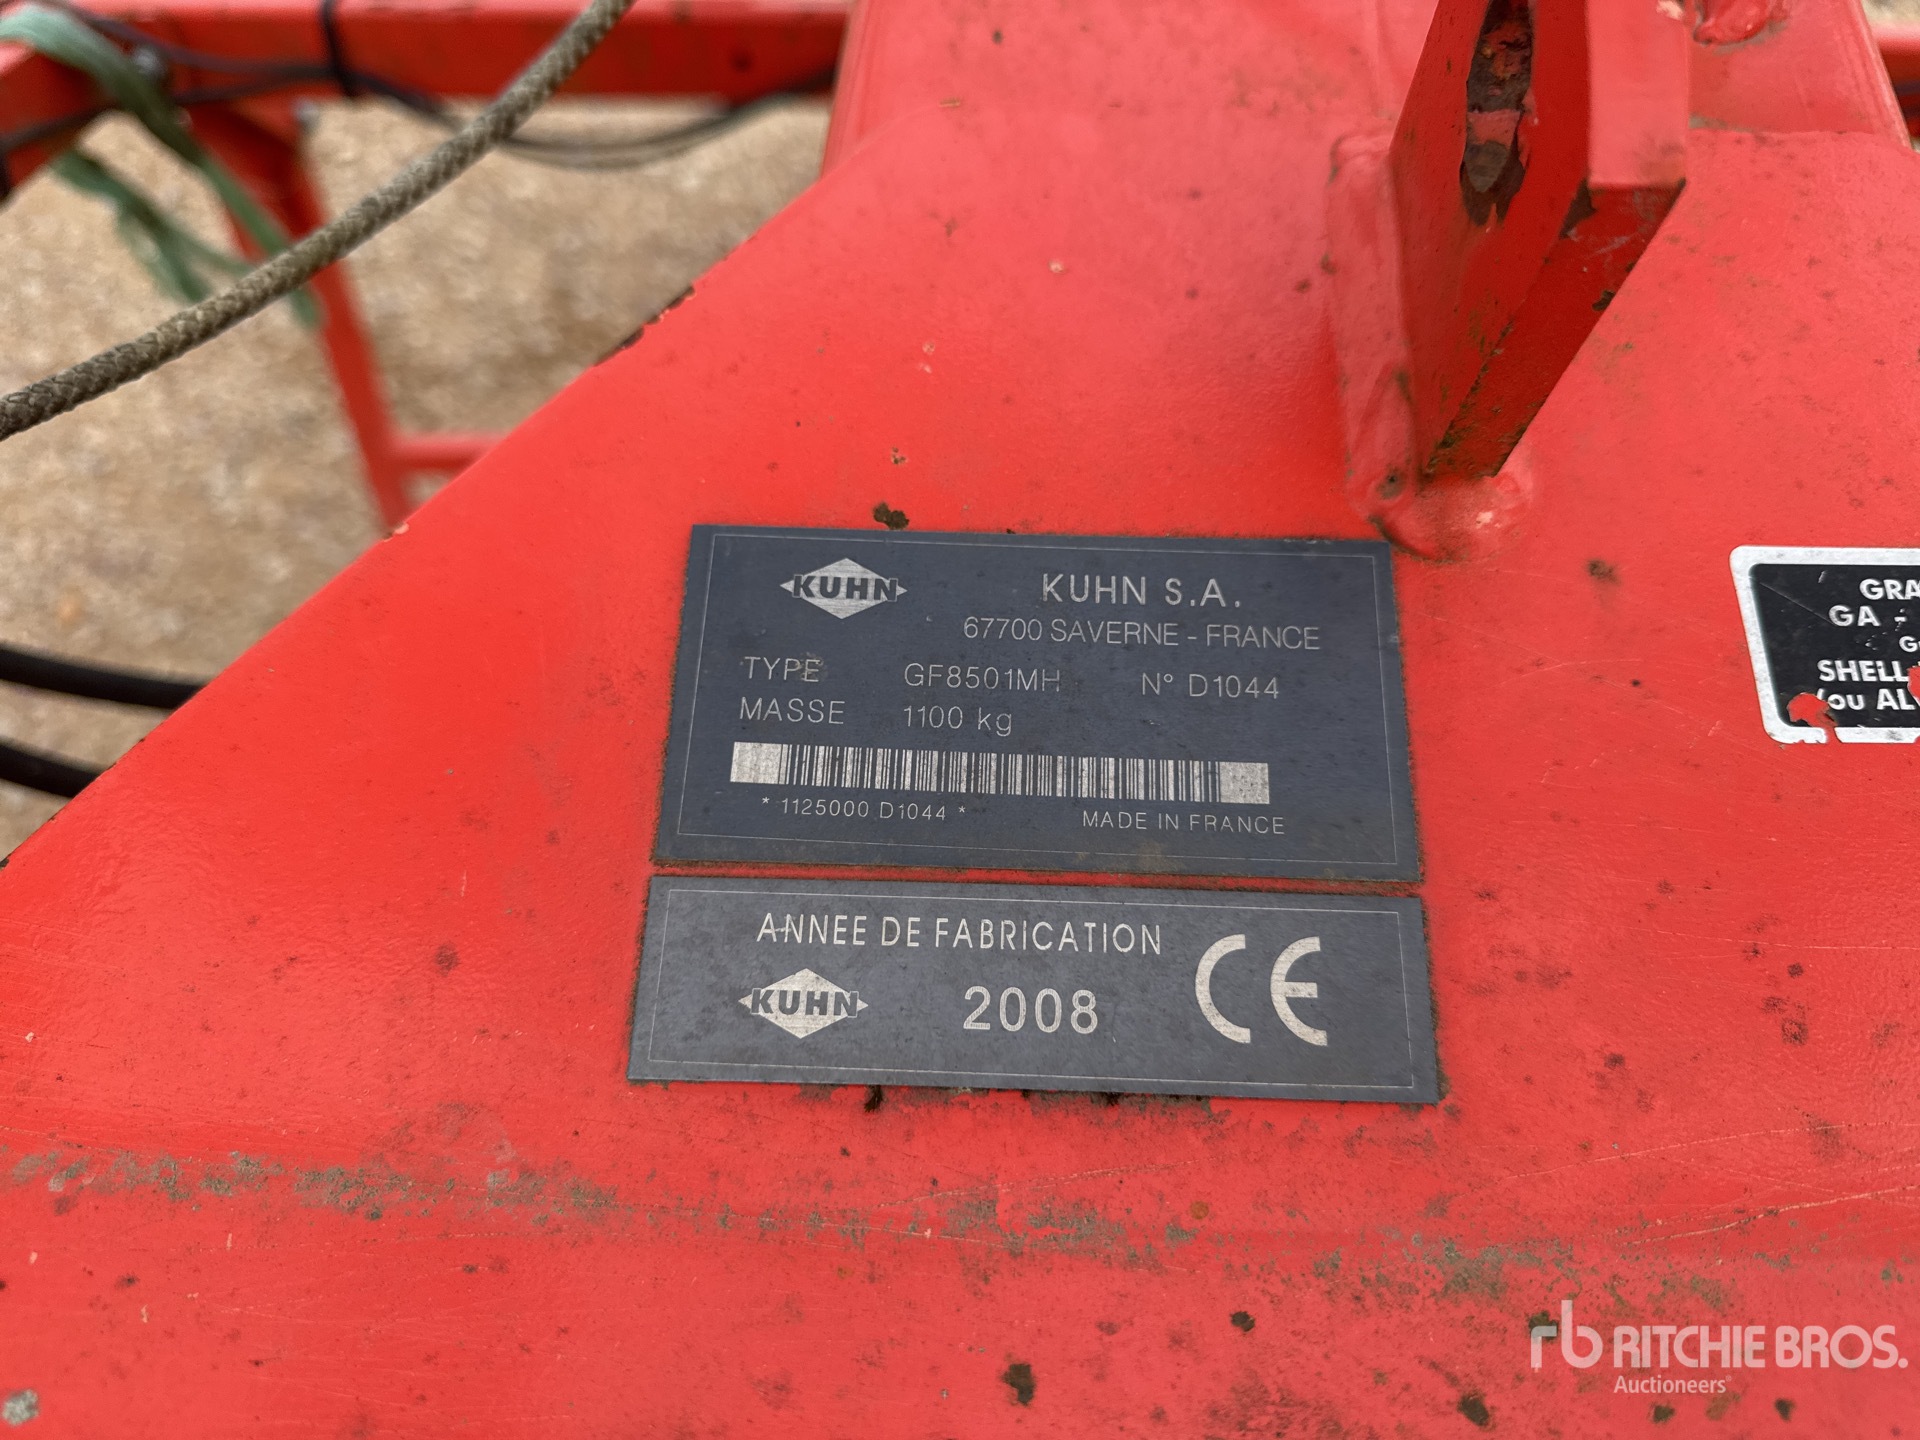 KUHN
KUHN S.A.
67700 SAVERNE - FRANCE
TYPE GF8501MH N° D1044
MASSE 1100 kg
* 1125000 D1044 *
MADE IN FRANCE
ANNEE DE FABRICATION
KUHN 2008 CE
GRA
GA -
SHELL
(ou AL
rb RITCHIE BROS.
Auctioneers